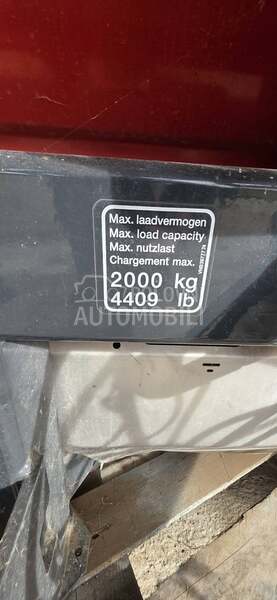 Max. laadvermogen
Max. load capacity
Max. nutzlast
Chargement max.
2000 kg
4409 lb
AUTOMOBILI